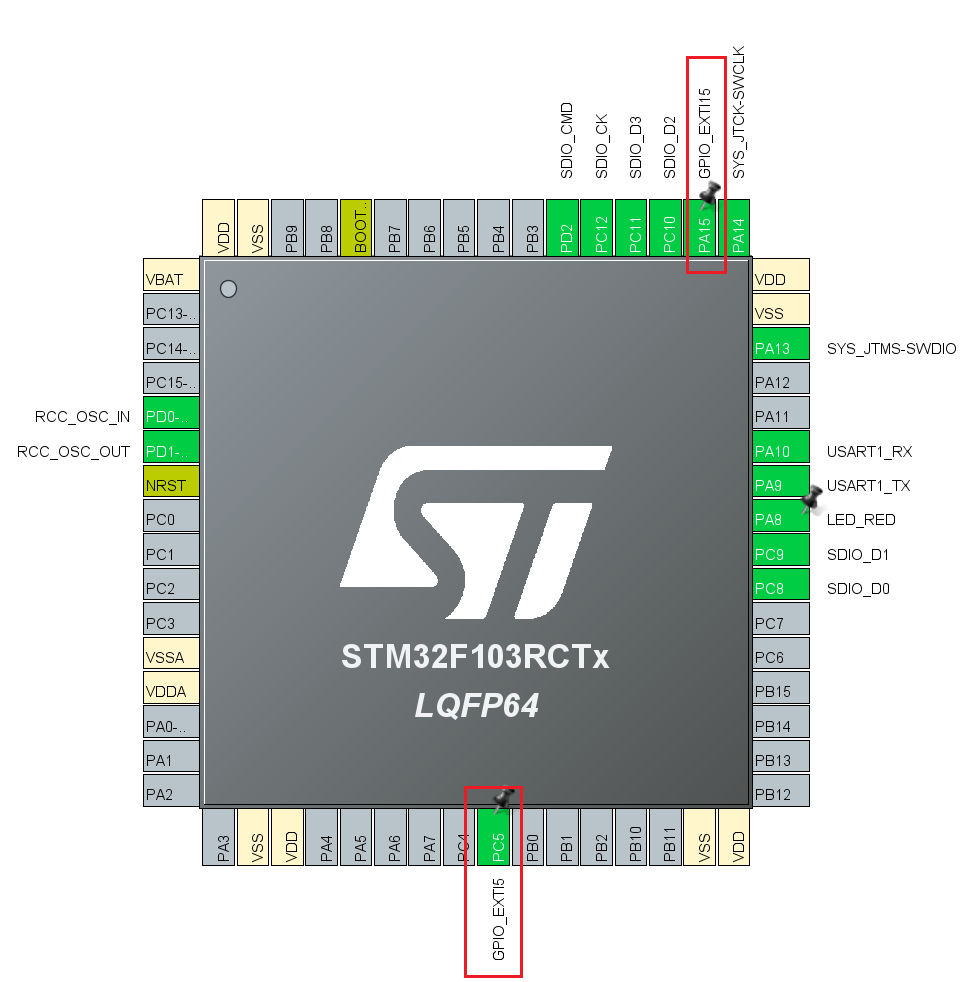 SDIO_CMD
SDIO_CK
SDIO_D3
SDIO_D2
GPIO_EXTI15
SYS_JTCK-SWCLK
VDD
VSS
PB9
PB8
BOOT..
PB7
PB6
PB5
PB4
PB3
PD2
PC12
PC11
PC10
PA15
PA14
VBAT
PC13-..
PC14-..
PC15-..
RCC_OSC_IN PD0-..
RCC_OSC_OUT PD1-..
NRST
PC0
PC1
PC2
PC3
VSSA
VDDA
PA0-..
PA1
PA2
VDD
VSS
PA13 SYS_JTMS-SWDIO
PA12
PA11
PA10 USART1_RX
PA9 USART1_TX
PA8 LED_RED
PC9 SDIO_D1
PC8 SDIO_D0
PC7
PC6
PB15
PB14
PB13
PB12
ST
STM32F103RCTx
LQFP64
PA3
VSS
VDD
PA4
PA5
PA6
PA7
PC4
PC5
PB0
PB1
PB2
PB10
PB11
VSS
VDD
GPIO_EXTI5